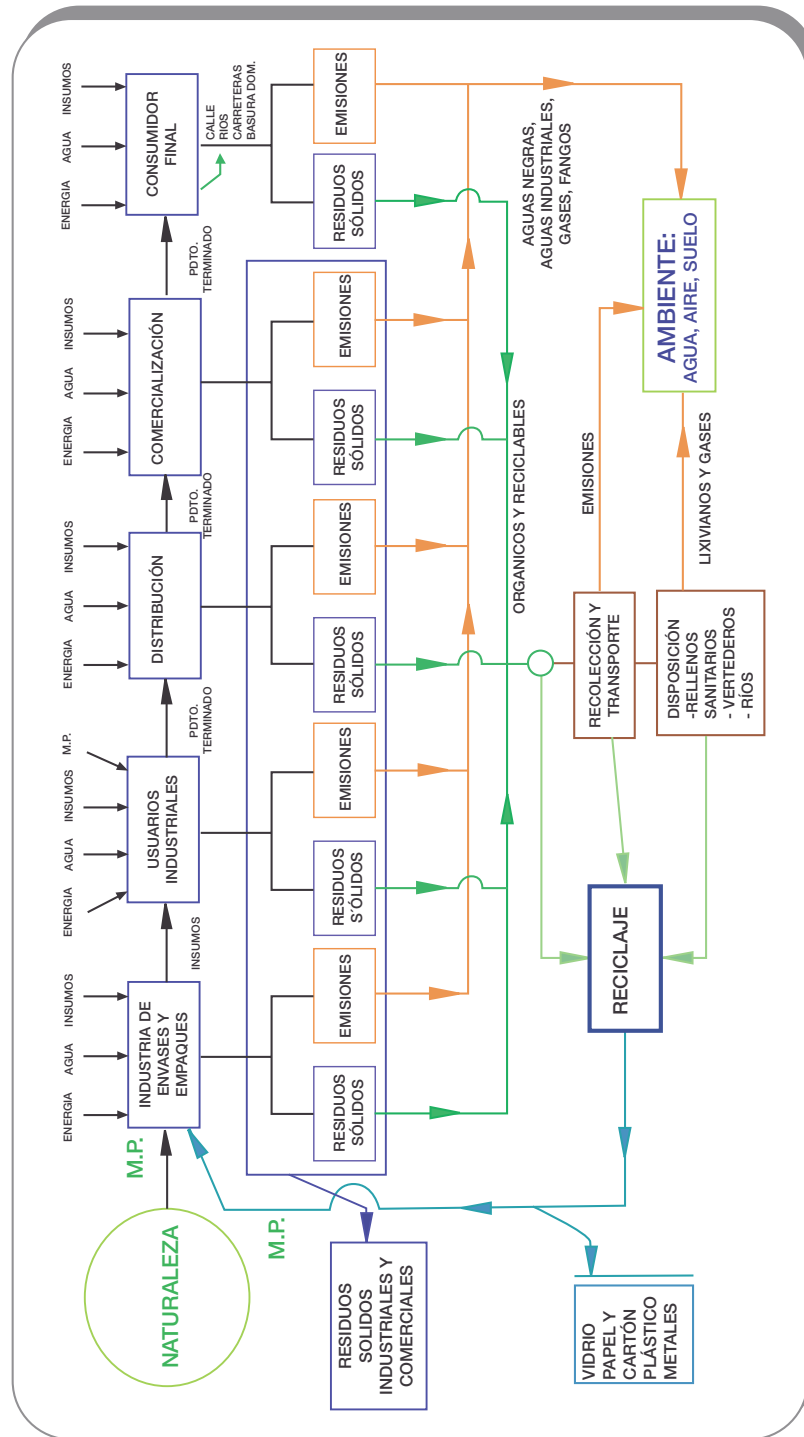 NATURALEZA
M.P.
M.P.
ENERGIA
AGUA
INSUMOS
INDUSTRIA DE
ENVASES Y
EMPAQUES
INSUMOS
ENERGIA
AGUA
INSUMOS
M.P.
USUARIOS
INDUSTRIALES
PDTO.
TERMINADO
ENERGIA
AGUA
INSUMOS
DISTRIBUCIÓN
PDTO.
TERMINADO
ENERGIA
AGUA
INSUMOS
COMERCIALIZACIÓN
PDTO.
TERMINADO
ENERGIA
AGUA
INSUMOS
CONSUMIDOR
FINAL
CALLE
RIOS
CARRETERAS
BASURA DOM.
RESIDUOS
SÓLIDOS
EMISIONES
RESIDUOS
S´ÓLIDOS
EMISIONES
RESIDUOS
SÓLIDOS
EMISIONES
RESIDUOS
SÓLIDOS
EMISIONES
RESIDUOS
SÓLIDOS
EMISIONES
RESIDUOS
SOLIDOS
INDUSTRIALES Y
COMERCIALES
ORGANICOS Y RECICLABLES
AGUAS NEGRAS,
AGUAS INDUSTRIALES,
GASES, FANGOS
VIDRIO
PAPEL Y
CARTÓN
PLÁSTICO
METALES
RECICLAJE
RECOLECCIÓN Y
TRANSPORTE
EMISIONES
DISPOSICIÓN
-RELLENOS
SANITARIOS
- VERTEDEROS
- RÍOS
LIXIVIANOS Y GASES
AMBIENTE:
AGUA, AIRE, SUELO